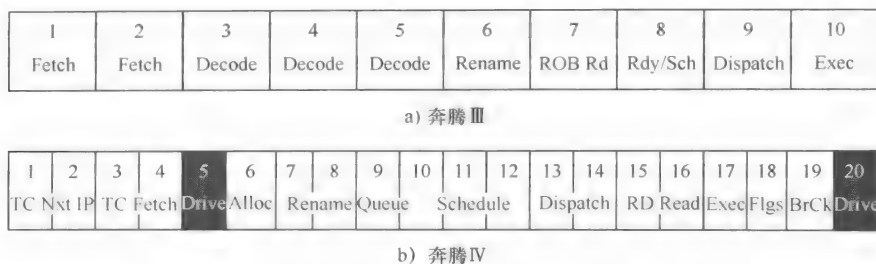 1 2 3 4 5 6 7 8 9 10
Fetch Fetch Decode Decode Decode Rename ROB Rd Rdy/Sch Dispatch Exec
a) 奔腾Ⅲ
1 2 3 4 5 6 7 8 9 10 11 12 13 14 15 16 17 18 19 20
TC Nxt IP TC Fetch Drive Alloc Rename Queue Schedule Dispatch RD Read Exec Flgs BrCk Drive
b) 奔腾Ⅳ